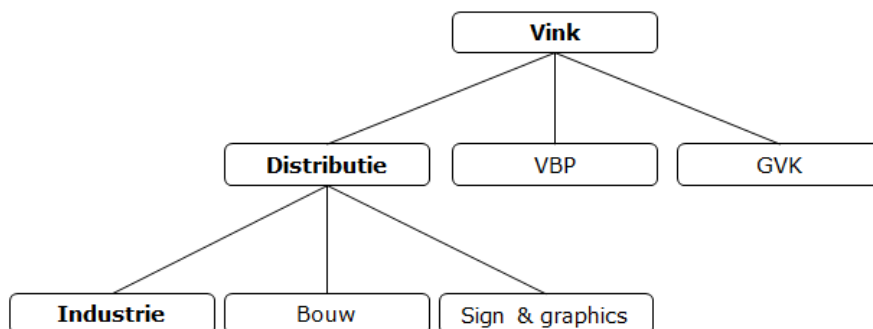 Vink
Distributie
VBP
GVK
Industrie
Bouw
Sign & graphics